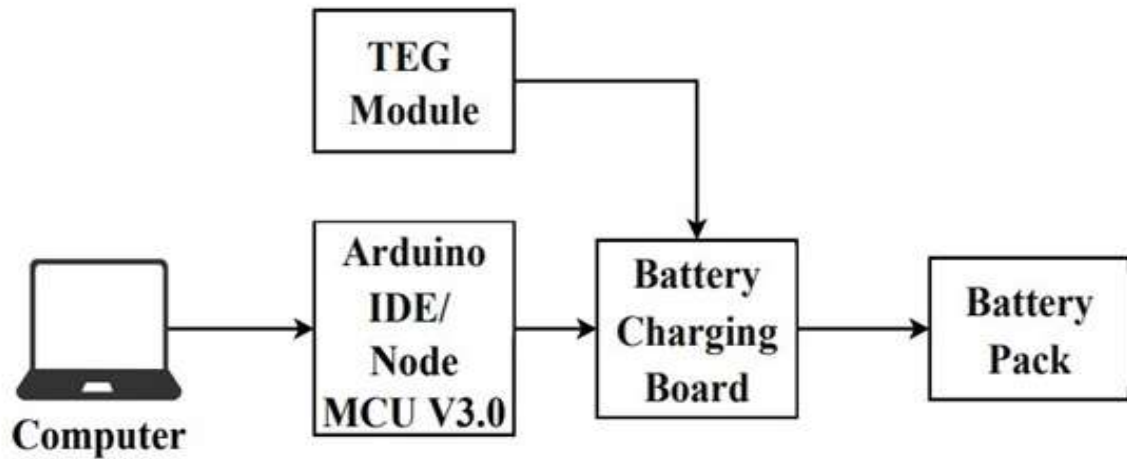 TEG
Module
Arduino
IDE/
Node
MCU V3.0
Battery
Charging
Board
Battery
Pack
Computer